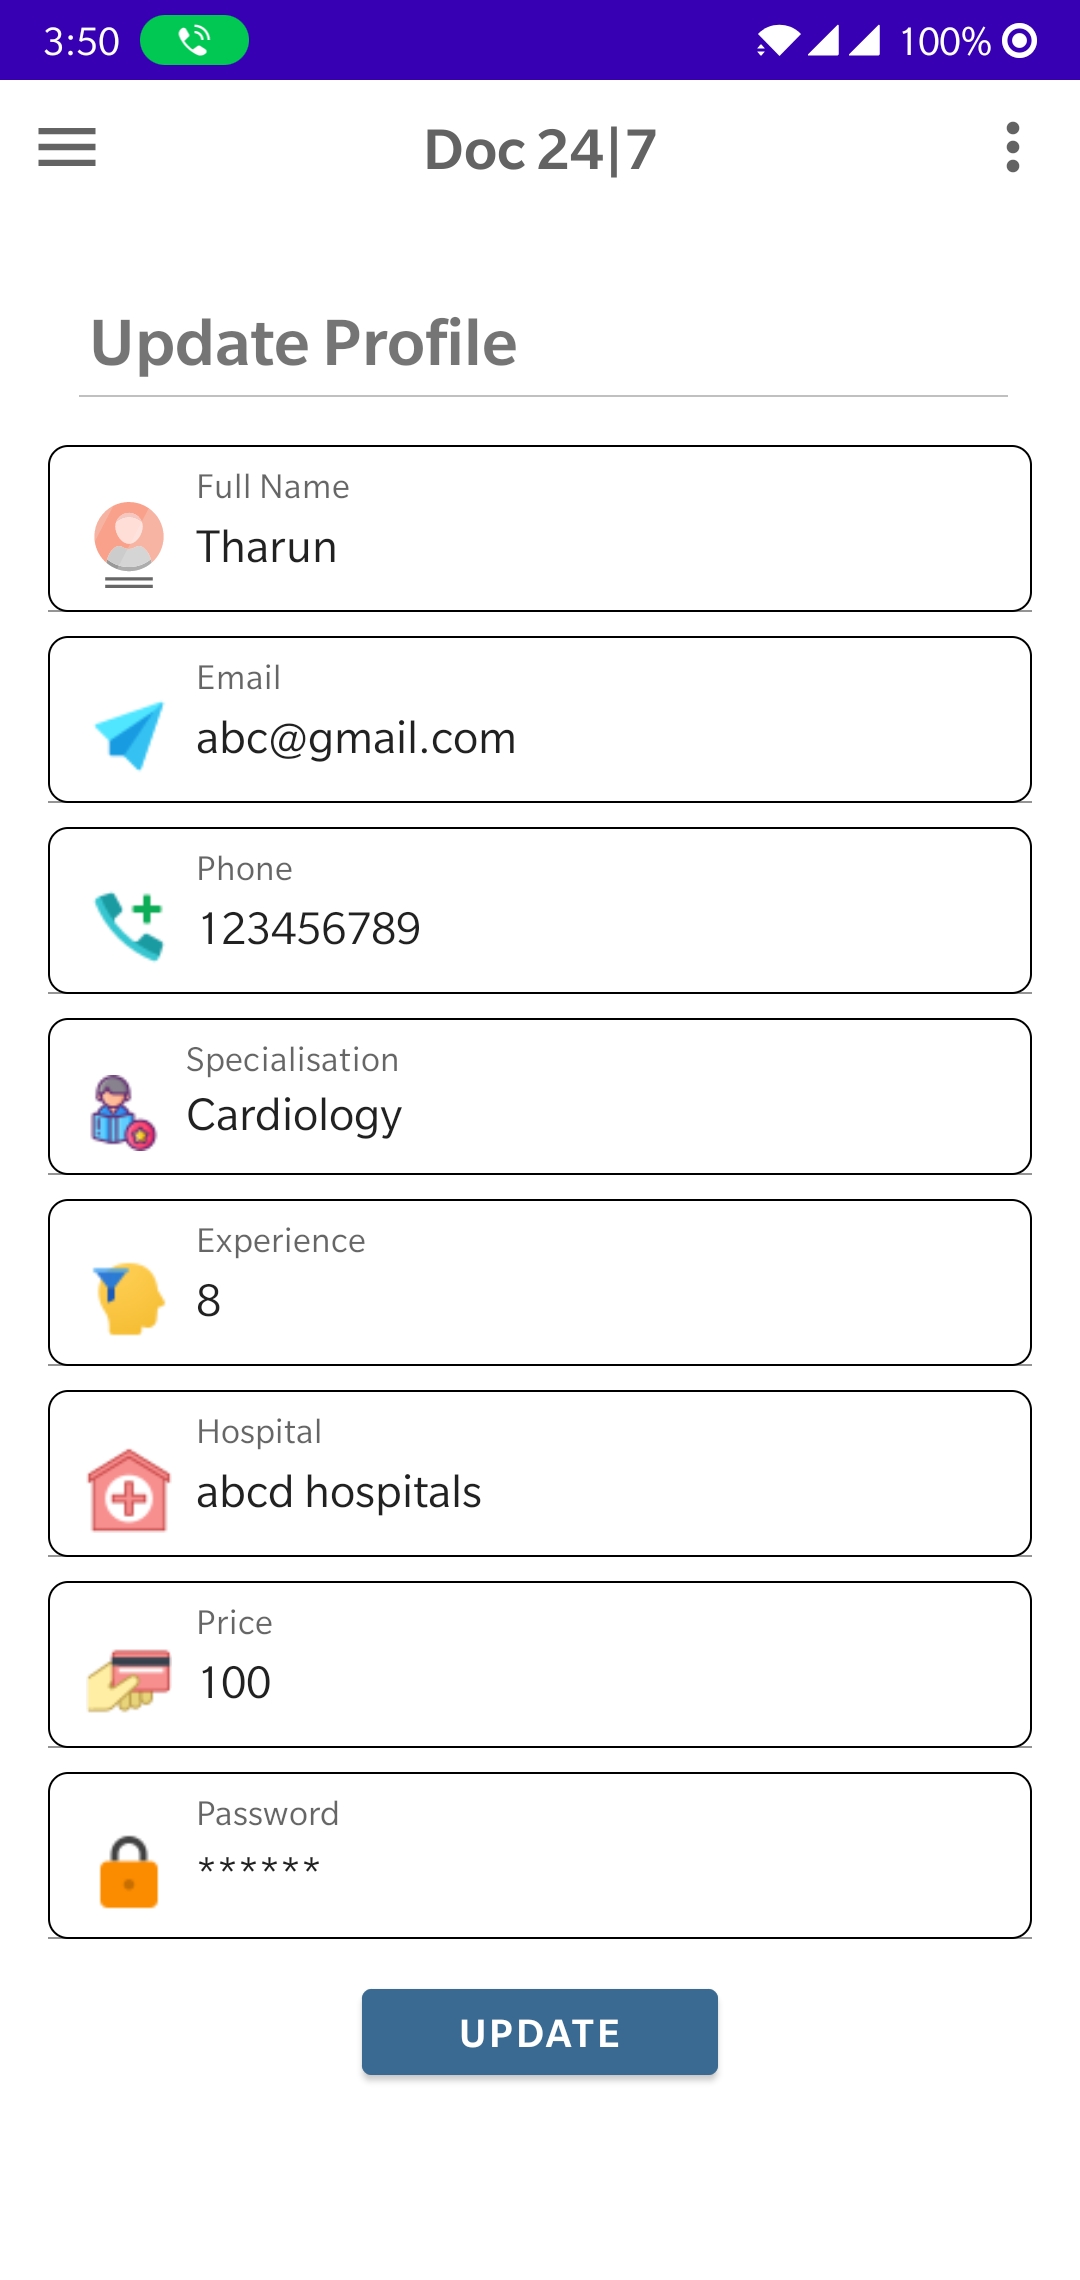 3:50 100%
Doc 24|7
Update Profile
Full Name
Tharun
Email
abc@gmail.com
Phone
123456789
Specialisation
Cardiology
Experience
8
Hospital
abcd hospitals
Price
100
Password
******
UPDATE